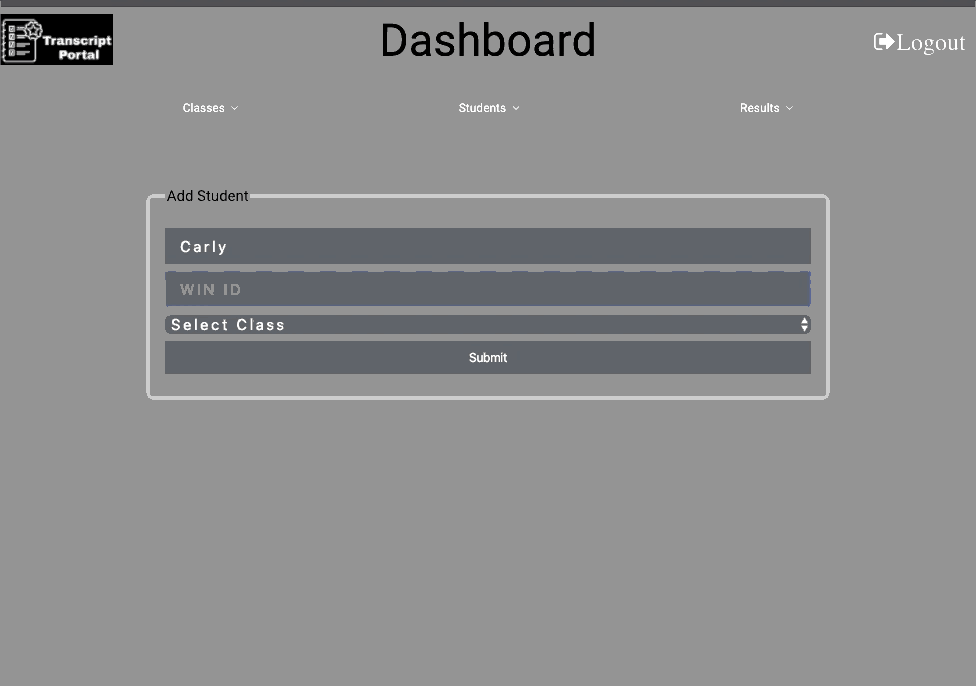 Transcript
Portal
Dashboard
Logout
Classes
Students
Results
Add Student
Carly
WIN ID
Select Class
Submit